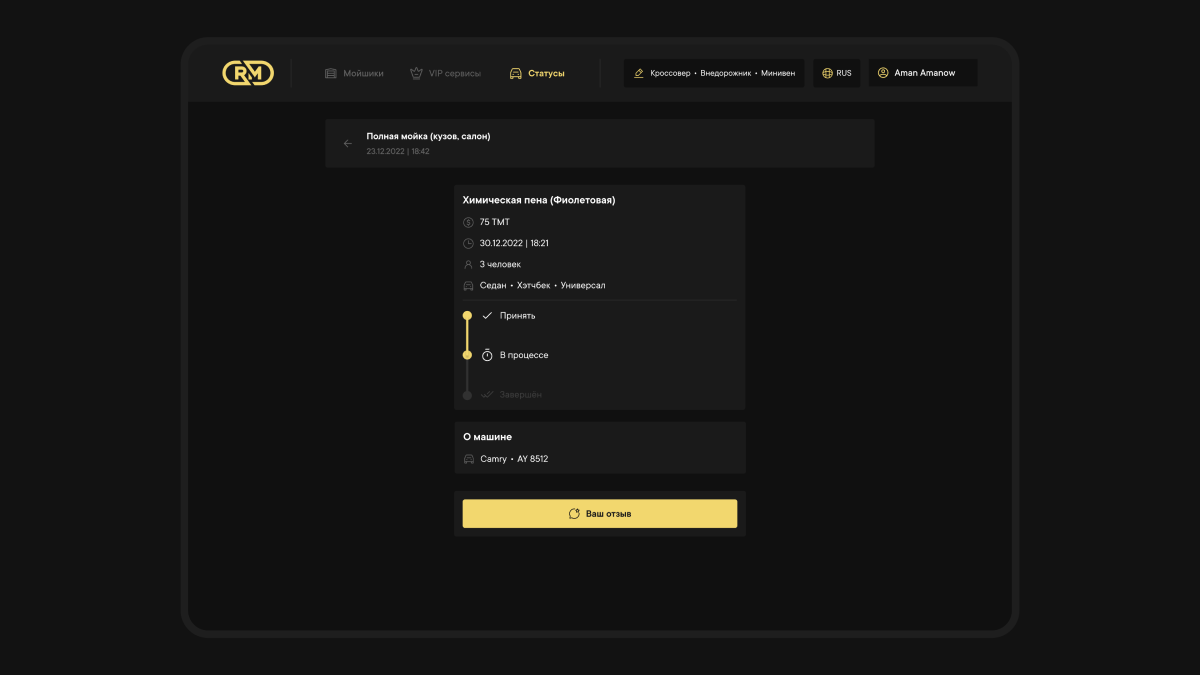 RM
Мойшики
VIP сервисы
Статусы
Кроссовер • Внедорожник • Минивен
RUS
Aman Amanow
Полная мойка (кузов, салон)
23.12.2022 | 18:42
Химическая пена (Фиолетовая)
75 TMT
30.12.2022 | 18:21
3 человек
Седан • Хэтчбек • Универсал
Принять
В процессе
Завершён
О машине
Camry • AY 8512
Ваш отзыв